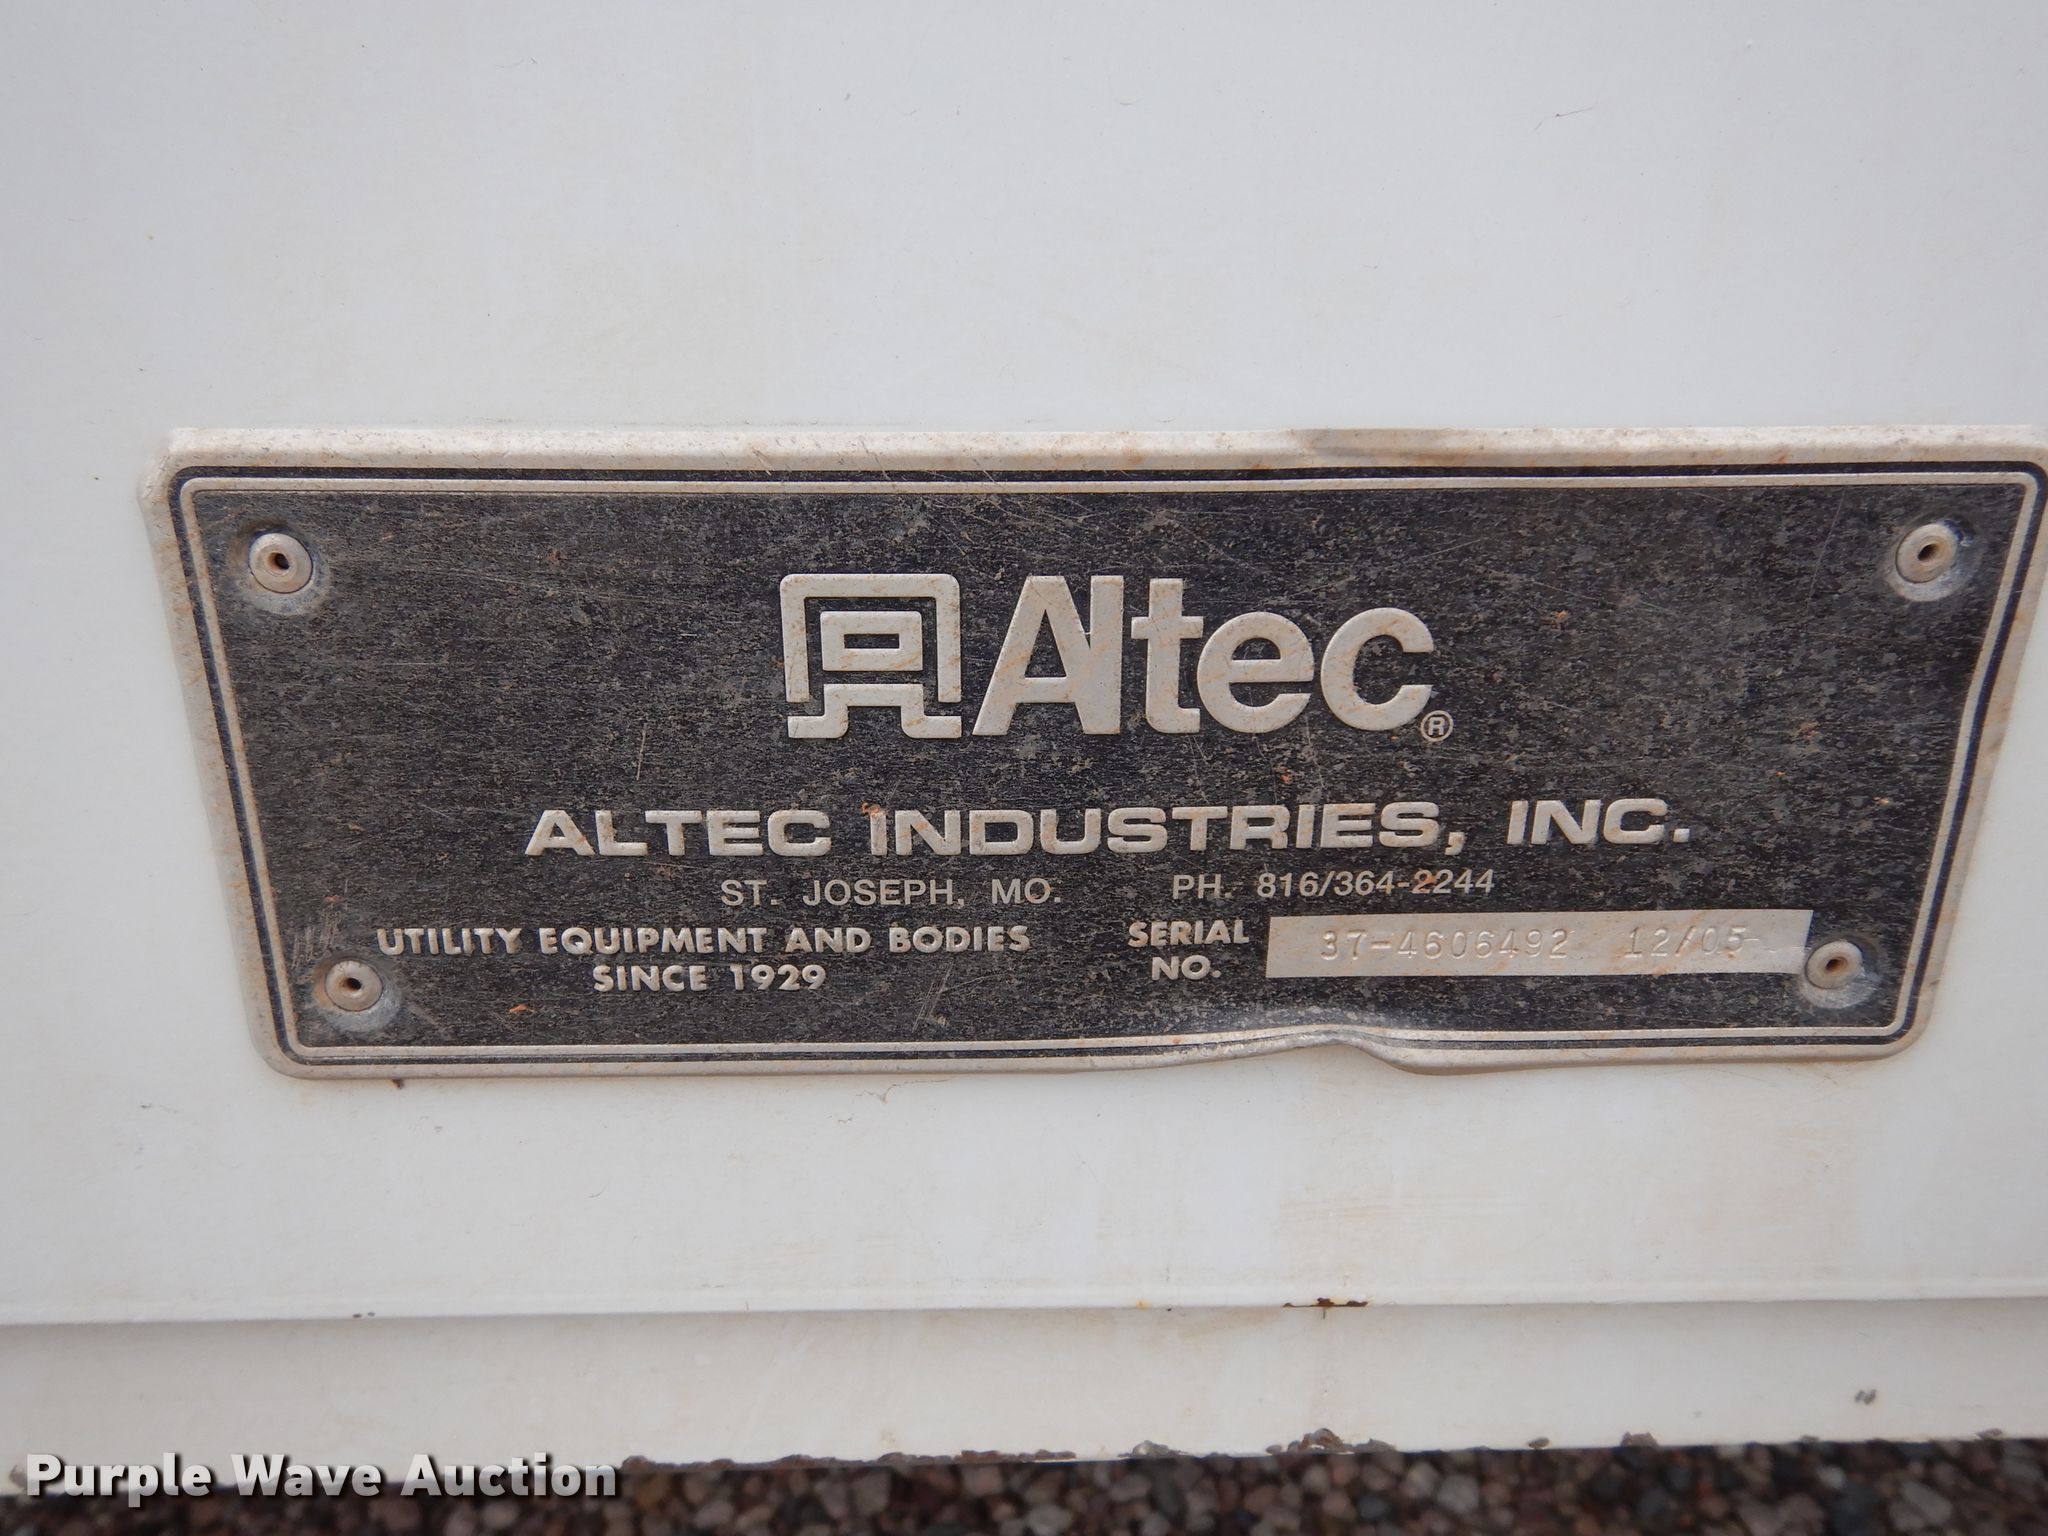 Altec®
ALTEC INDUSTRIES, INC.
ST. JOSEPH, MO. PH. 816/364-2244
UTILITY EQUIPMENT AND BODIES
SINCE 1929
SERIAL
NO.
37-4606492 12/05
Purple Wave Auction